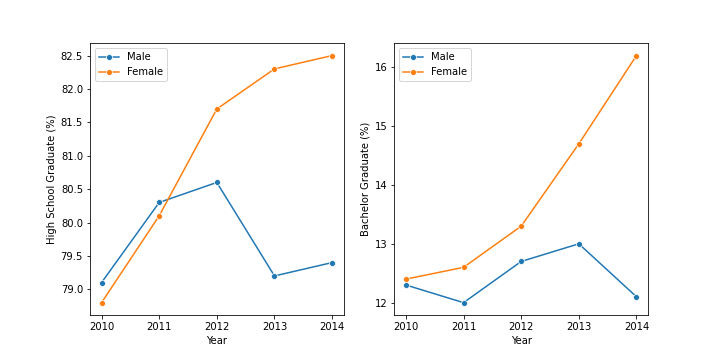 Male
Female
82.5
82.0
81.5
81.0
80.5
80.0
79.5
79.0
High School Graduate (%)
2010 2011 2012 2013 2014
Year
Male
Female
16
15
14
13
12
Bachelor Graduate (%)
2010 2011 2012 2013 2014
Year